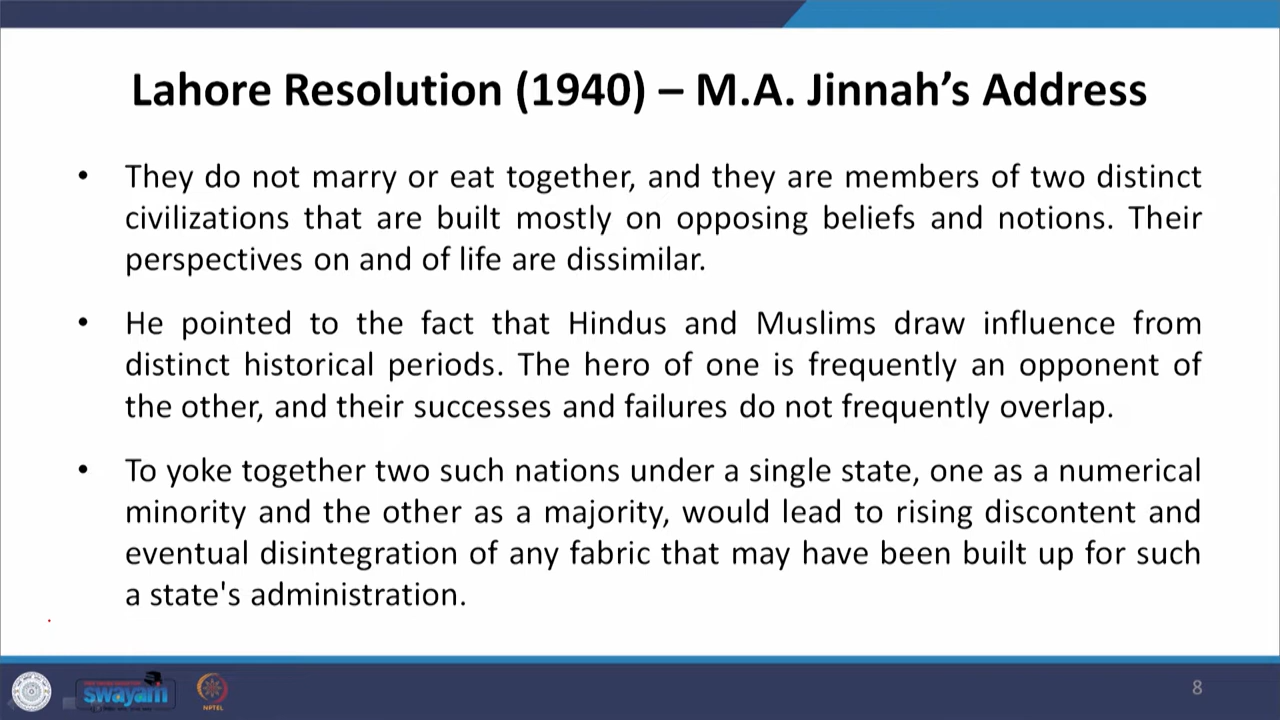 Lahore Resolution (1940) – M.A. Jinnah's Address
• They do not marry or eat together, and they are members of two distinct
civilizations that are built mostly on opposing beliefs and notions. Their
perspectives on and of life are dissimilar.
• He pointed to the fact that Hindus and Muslims draw influence from
distinct historical periods. The hero of one is frequently an opponent of
the other, and their successes and failures do not frequently overlap.
• To yoke together two such nations under a single state, one as a numerical
minority and the other as a majority, would lead to rising discontent and
eventual disintegration of any fabric that may have been built up for such
a state's administration.
swayam
NPTEL
8